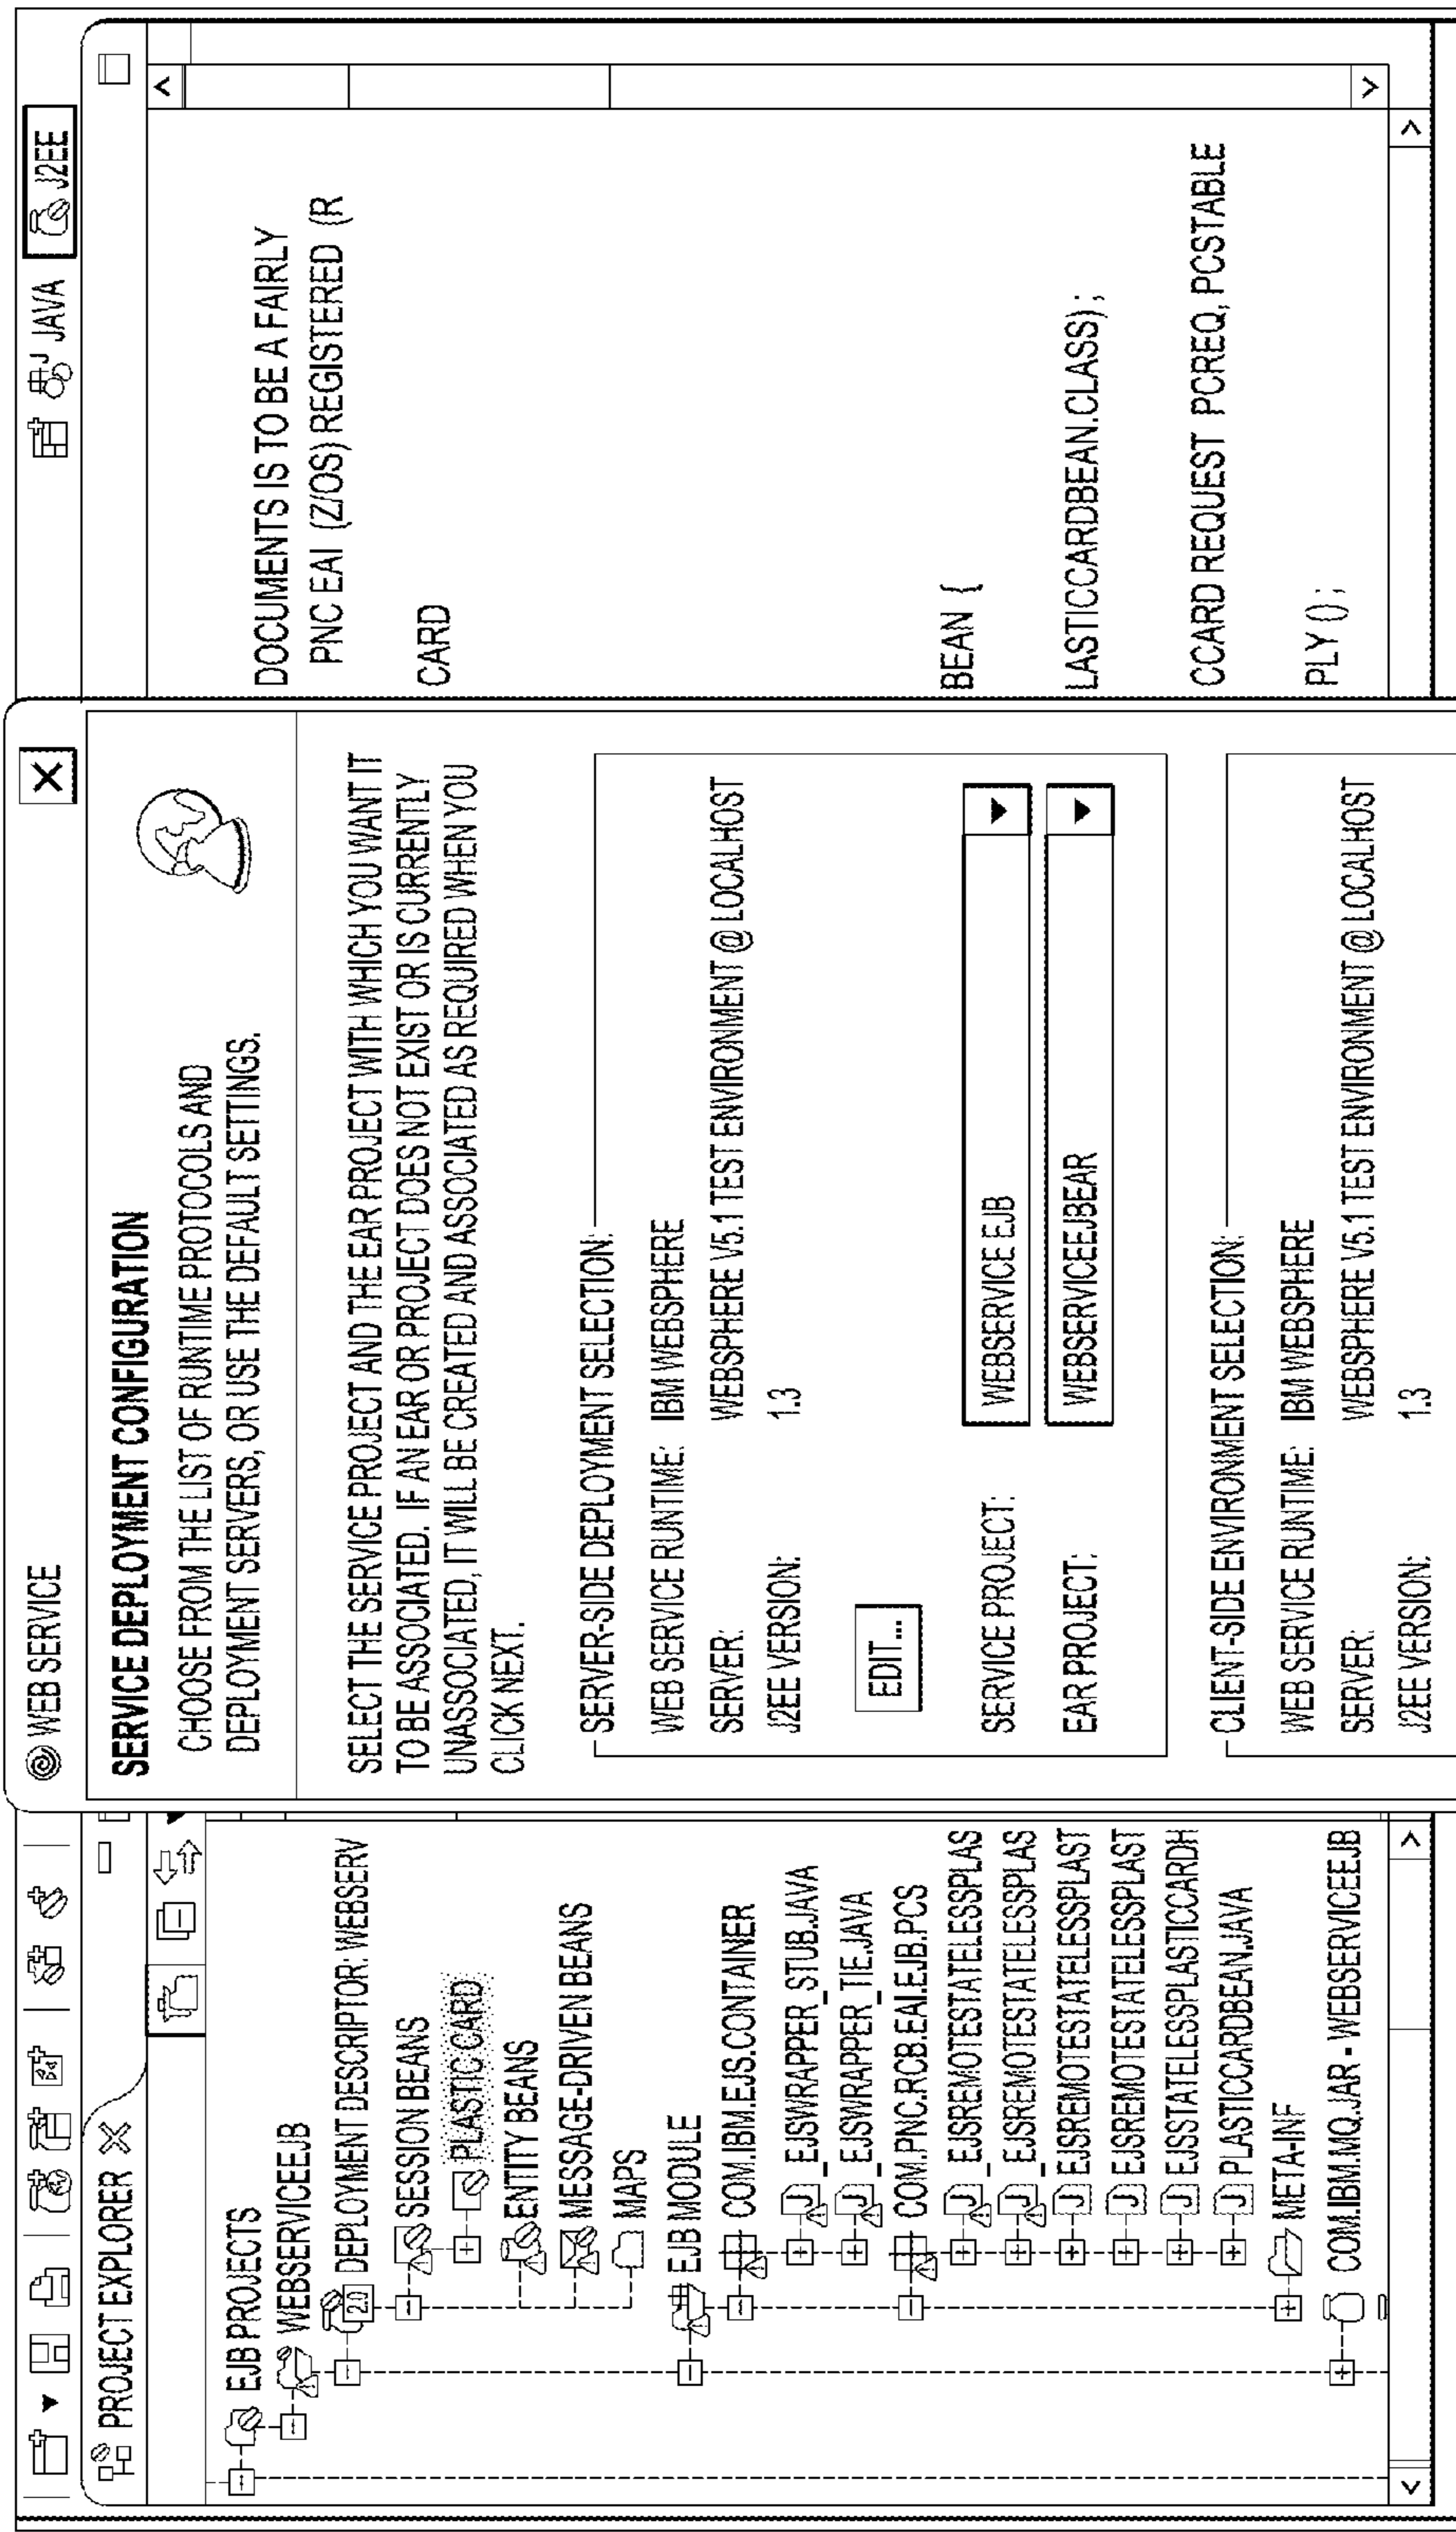 PROJECT EXPLORER
EJB PROJECTS
WEBSERVICEEJB
2.0 DEPLOYMENT DESCRIPTOR: WEBSERV
SESSION BEANS
PLASTIC CARD
ENTITY BEANS
MESSAGE-DRIVEN BEANS
MAPS
EJB MODULE
COM.IBM.EJS.CONTAINER
J _EJSWRAPPER_STUB.JAVA
J _EJSWRAPPER_TIE.JAVA
COM.PNC.RCB.EAI.EJB.PCS
J _EJSREMOTESTATELESSPLAS
J _EJSREMOTESTATELESSPLAS
J EJSREMOTESTATELESSPLAST
J EJSREMOTESTATELESSPLAST
J EJSSTATELESSPLASTICCARDH
J PLASTICCARDBEAN.JAVA
META-INF
COM.IBM.MQ.JAR - WEBSERVICEEJB
WEB SERVICE
X
SERVICE DEPLOYMENT CONFIGURATION
CHOOSE FROM THE LIST OF RUNTIME PROTOCOLS AND
DEPLOYMENT SERVERS, OR USE THE DEFAULT SETTINGS.
SELECT THE SERVICE PROJECT AND THE EAR PROJECT WITH WHICH YOU WANT IT
TO BE ASSOCIATED. IF AN EAR OR PROJECT DOES NOT EXIST OR IS CURRENTLY
UNASSOCIATED, IT WILL BE CREATED AND ASSOCIATED AS REQUIRED WHEN YOU
CLICK NEXT.
SERVER-SIDE DEPLOYMENT SELECTION:
WEB SERVICE RUNTIME: IBM WEBSPHERE
SERVER: WEBSPHERE V5.1 TEST ENVIRONMENT @ LOCALHOST
J2EE VERSION: 1.3
EDIT...
SERVICE PROJECT: WEBSERVICE EJB
EAR PROJECT: WEBSERVICEEJBEAR
CLIENT-SIDE ENVIRONMENT SELECTION:
WEB SERVICE RUNTIME: IBM WEBSPHERE
SERVER: WEBSPHERE V5.1 TEST ENVIRONMENT @ LOCALHOST
J2EE VERSION: 1.3
J JAVA J2EE
DOCUMENTS IS TO BE A FAIRLY
PNC EAI (Z/OS) REGISTERED (R
CARD
BEAN {
LASTICCARDBEAN.CLASS) ;
CCARD REQUEST PCREQ, PCSTABLE
PLY () ;